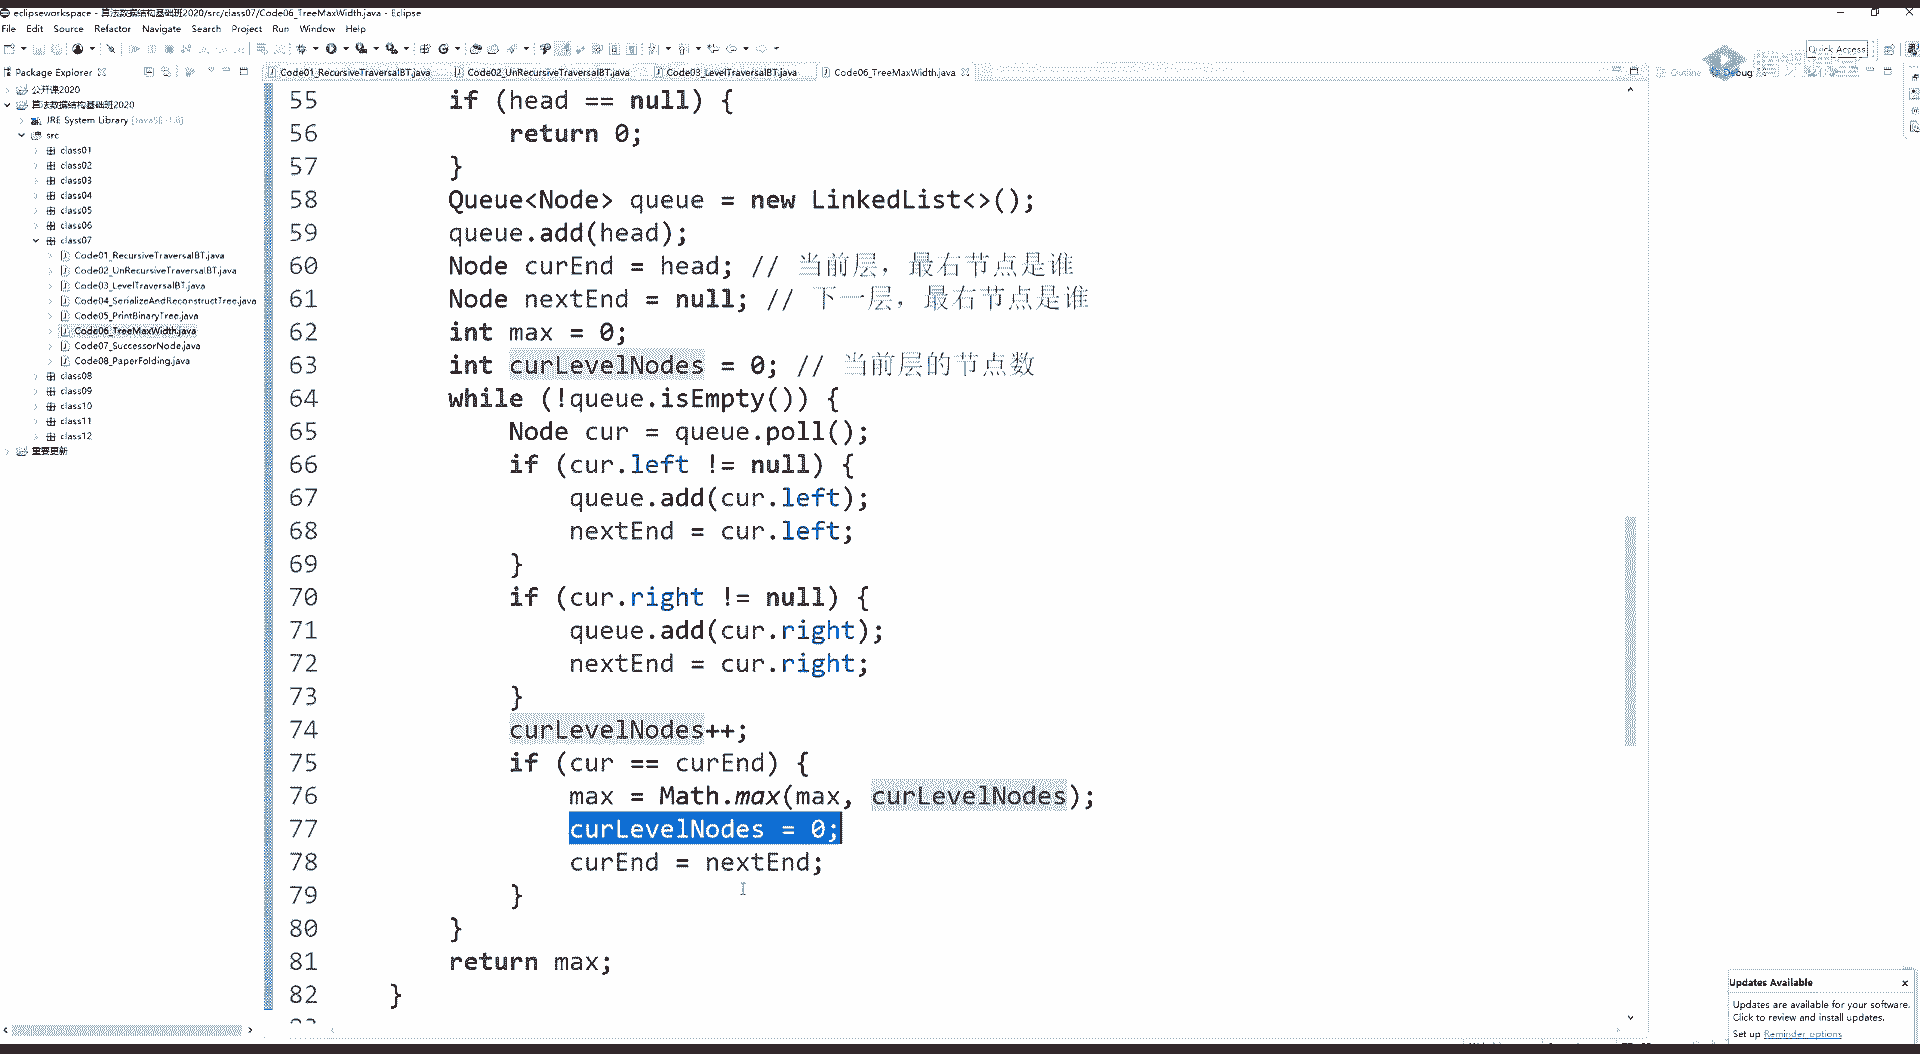 eclipseworkspace - 算法数据结构基础班2020/src/class07/Code06_TreeMaxWidth.java - Eclipse
File Edit Source Refactor Navigate Search Project Run Window Help
Quick Access
Package Explorer
Code01_RecursiveTraversalBT.java Code02_UnRecursiveTraversalBT.java Code03_LevelTraversalBT.java Code06_TreeMaxWidth.java
Outline Debug
公开课2020
算法数据结构基础班2020
JRE System Library [JavaSE-1.8]
src
class01
class02
class03
class04
class05
class06
class07
Code01_RecursiveTraversalBT.java
Code02_UnRecursiveTraversalBT.java
Code03_LevelTraversalBT.java
Code04_SerializeAndReconstructTree.java
Code05_PrintBinaryTree.java
Code06_TreeMaxWidth.java
Code07_SuccessorNode.java
Code08_PaperFolding.java
class08
class09
class10
class11
class12
重要更新
55 if (head == null) {
56 return 0;
57 }
58 Queue<Node> queue = new LinkedList<>();
59 queue.add(head);
60 Node curEnd = head; // 当前层，最右节点是谁
61 Node nextEnd = null; // 下一层，最右节点是谁
62 int max = 0;
63 int curLevelNodes = 0; // 当前层的节点数
64 while (!queue.isEmpty()) {
65 Node cur = queue.poll();
66 if (cur.left != null) {
67 queue.add(cur.left);
68 nextEnd = cur.left;
69 }
70 if (cur.right != null) {
71 queue.add(cur.right);
72 nextEnd = cur.right;
73 }
74 curLevelNodes++;
75 if (cur == curEnd) {
76 max = Math.max(max, curLevelNodes);
77 curLevelNodes = 0;
78 curEnd = nextEnd;
79 }
80 }
81 return max;
82 }
Updates Available
Updates are available for your software.
Click to review and install updates.
Set up Reminder options